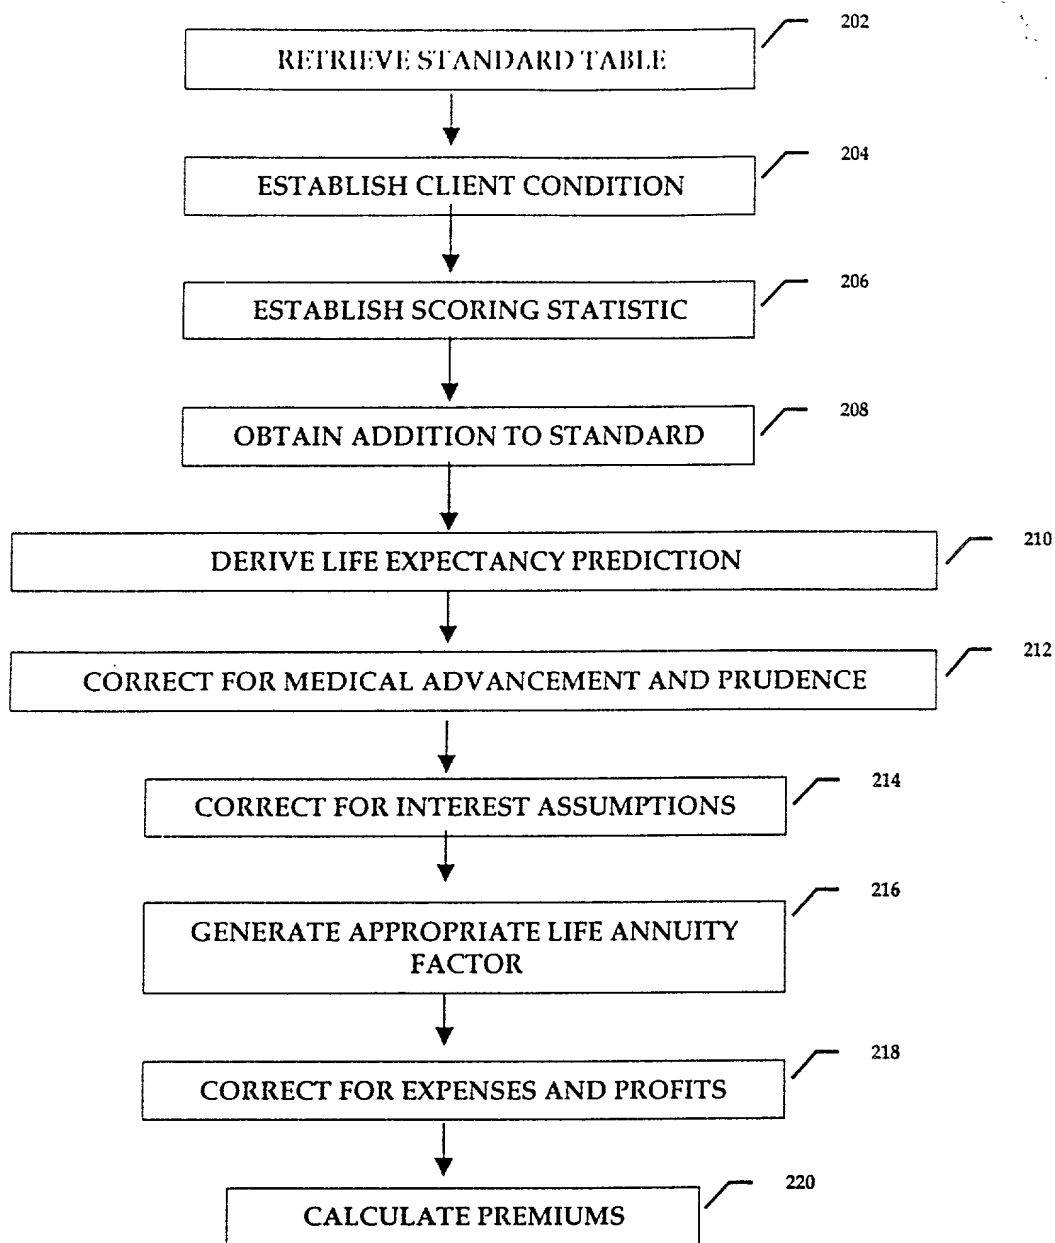 202
RETRIEVE STANDARD TABLE
204
ESTABLISH CLIENT CONDITION
206
ESTABLISH SCORING STATISTIC
208
OBTAIN ADDITION TO STANDARD
210
DERIVE LIFE EXPECTANCY PREDICTION
212
CORRECT FOR MEDICAL ADVANCEMENT AND PRUDENCE
214
CORRECT FOR INTEREST ASSUMPTIONS
216
GENERATE APPROPRIATE LIFE ANNUITY
FACTOR
218
CORRECT FOR EXPENSES AND PROFITS
220
CALCULATE PREMIUMS